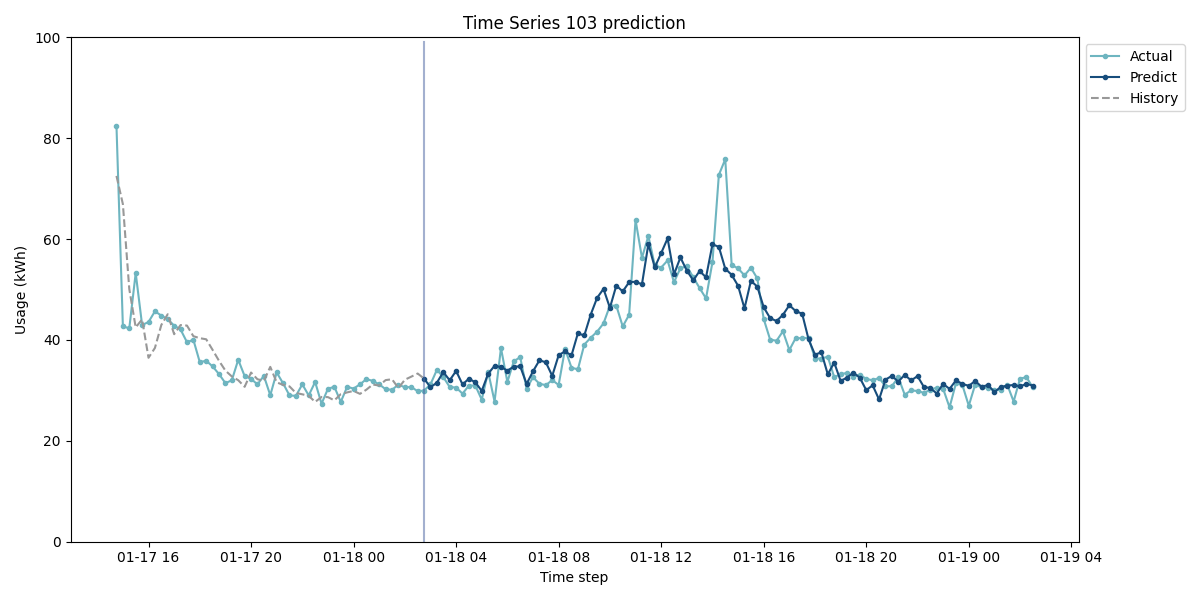 Time Series 103 prediction
Usage (kWh)
100
80
60
40
20
0
01-17 16
01-17 20
01-18 00
01-18 04
01-18 08
01-18 12
01-18 16
01-18 20
01-19 00
01-19 04
Time step
Actual
Predict
History